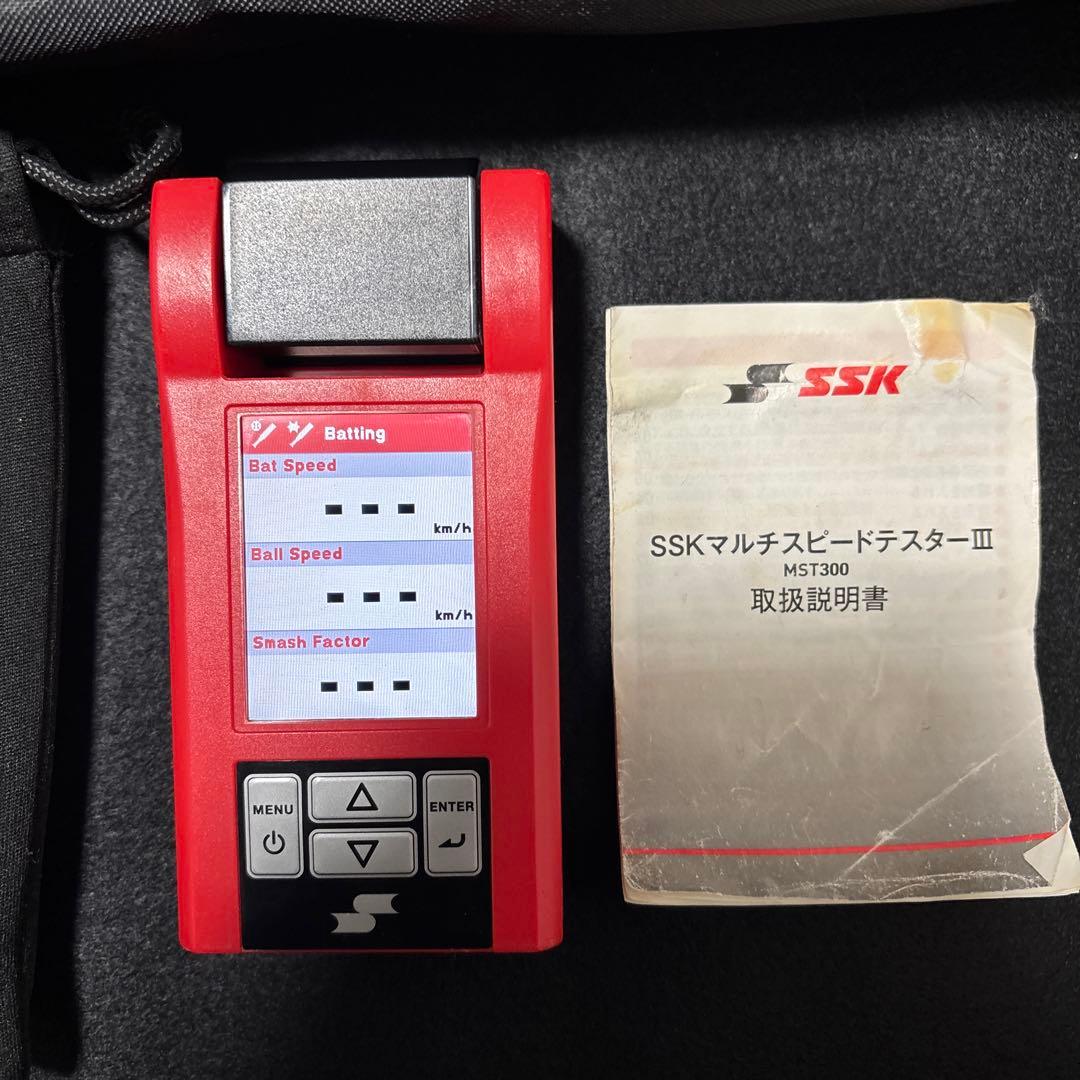 Batting
Bat Speed
- - -
km/h
Ball Speed
- - -
km/h
Smash Factor
- - -
MENU
ENTER
SSK
SSKマルチスピードテスターⅢ
MST300
取扱説明書